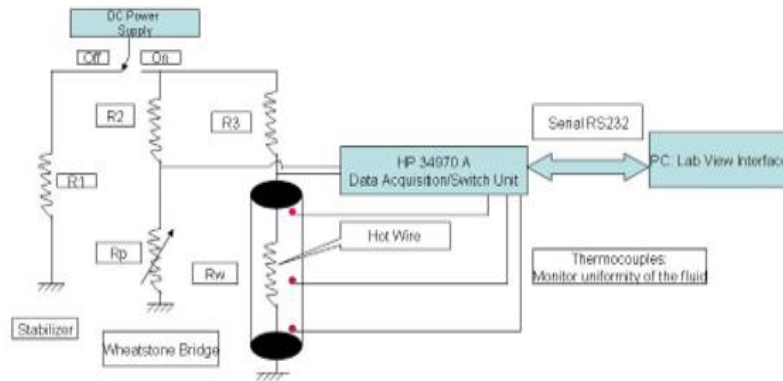 DC Power
Supply
Off
On
R2
R3
R1
Rp
Rw
HP 34970 A
Data Acquisition/Switch Unit
Serial RS232
PC: Lab View Interface
Hot Wire
Thermocouples:
Monitor uniformity of the fluid
Stabilizer
Wheatstone Bridge